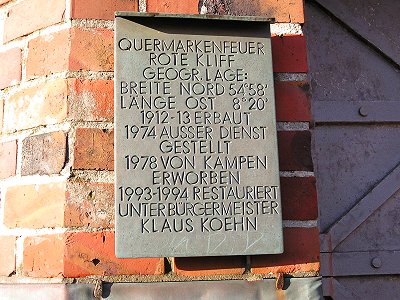 QUERMARKENFEUER
ROTE KLIFF
GEOGR. LAGE:
BREITE NORD 54°58'
LÄNGE OST 8°20'
1912-13 ERBAUT
1974 AUSSER DIENST
GESTELLT
1978 VON KAMPEN
ERWORBEN
1993-1994 RESTAURIERT
UNTER BÜRGERMEISTER
KLAUS KOEHN